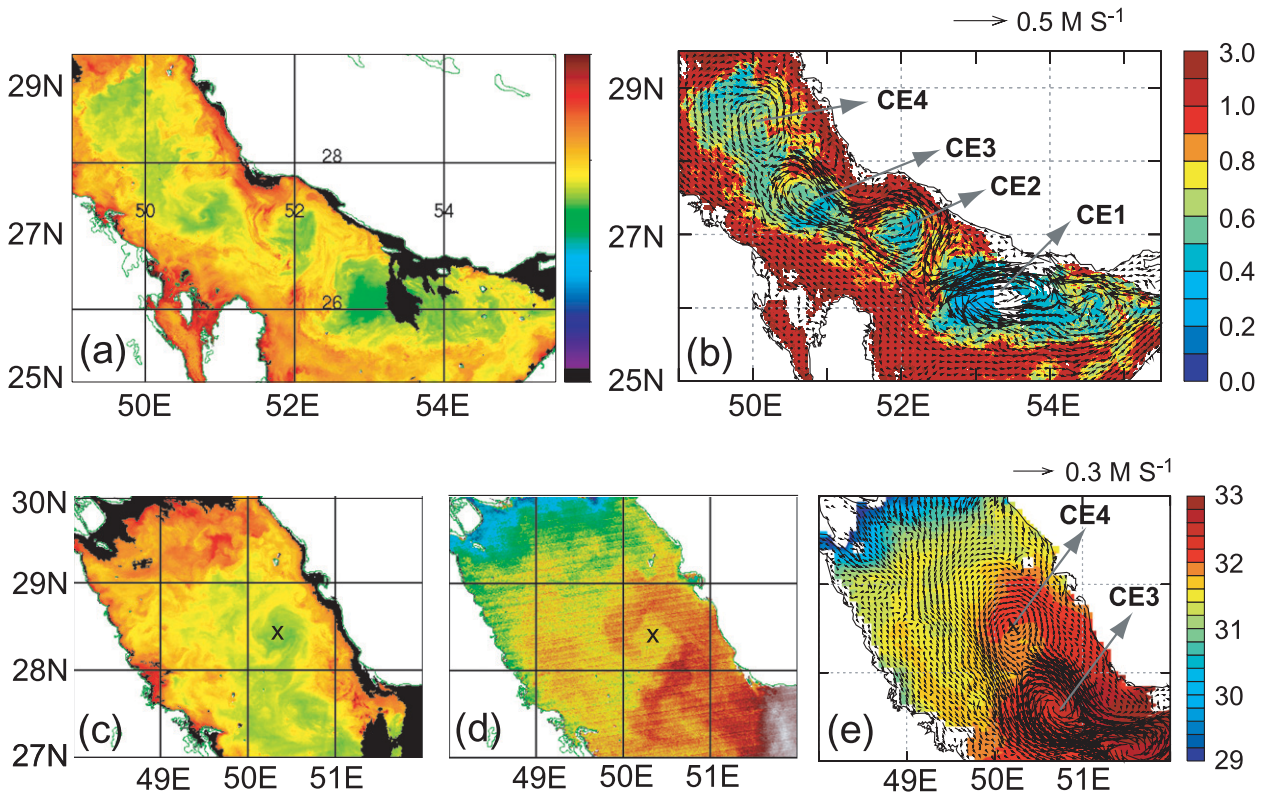 0.5 M S-1
29N
27N
25N
28
50
52
54
26
(a)
50E
52E
54E
29N
27N
25N
CE4
CE3
CE2
CE1
(b)
50E
52E
54E
3.0
1.0
0.8
0.6
0.4
0.2
0.0
0.3 M S-1
30N
29N
28N
27N
x
(c)
49E
50E
51E
x
(d)
49E
50E
51E
CE4
CE3
x
(e)
49E
50E
51E
33
32
31
30
29